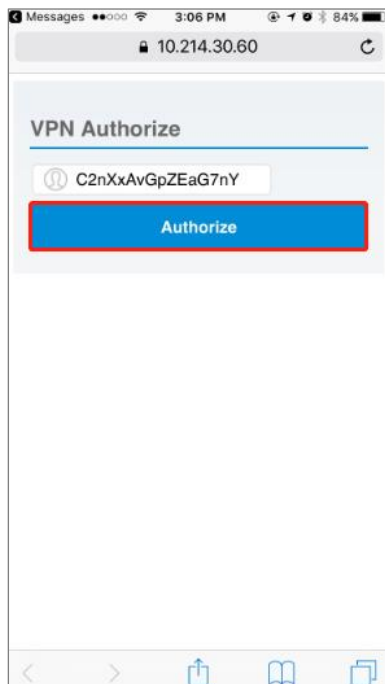 Messages 3:06 PM 84%
10.214.30.60
VPN Authorize
C2nXxAvGpZEaG7nY
Authorize